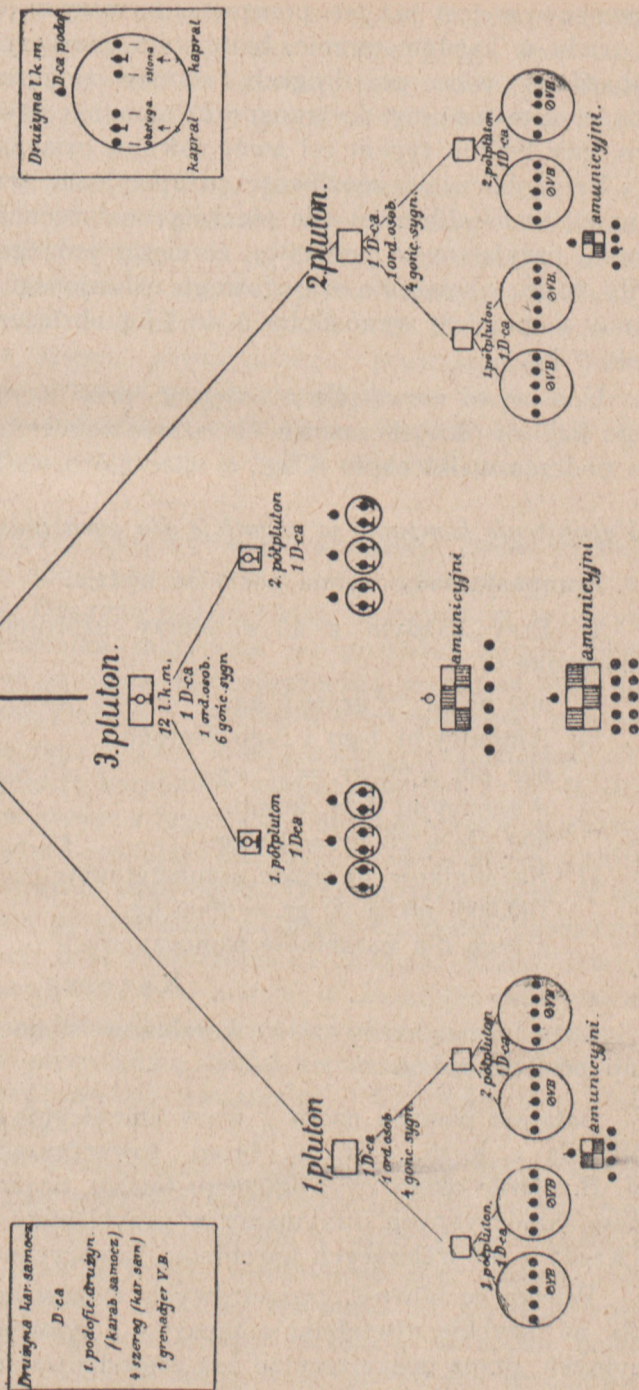 Drużyna l.k.m.
D-ca podof
obsługa.
osłona
kapral
kapral
3. pluton.
12 l.k.m.
1 D-ca
1 ord. osob.
6 gońc. sygn
1. półpluton
1 D-ca
2. półpluton
1 D-ca
amunicyjni
amunicyjni
Drużyna kar. samocz
D-ca
1. podofic. drużyn.
/karab. samocz/
4 szereg /kar. sam/
1 grenadjer V.B.
1. pluton
1 D-ca
1 ord. osob.
4 gońc. sygn.
1. półpluton.
1 D-ca
VB
VB
2. półpluton
1 D-ca
VB
VB
amunicyjni.
2. pluton.
1 D-ca
1 ord. osob
4 gońc. sygn.
1. półpluton
1 D-ca
VB
VB.
2. półpluton
1 D-ca
VB
VB
amunicyjni.